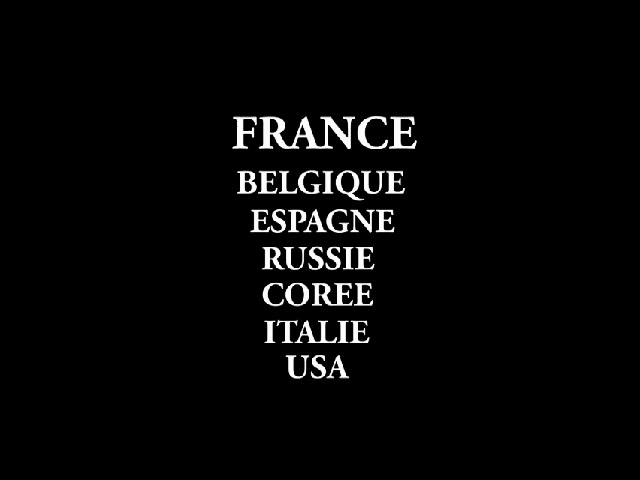 FRANCE
BELGIQUE
ESPAGNE
RUSSIE
COREE
ITALIE
USA